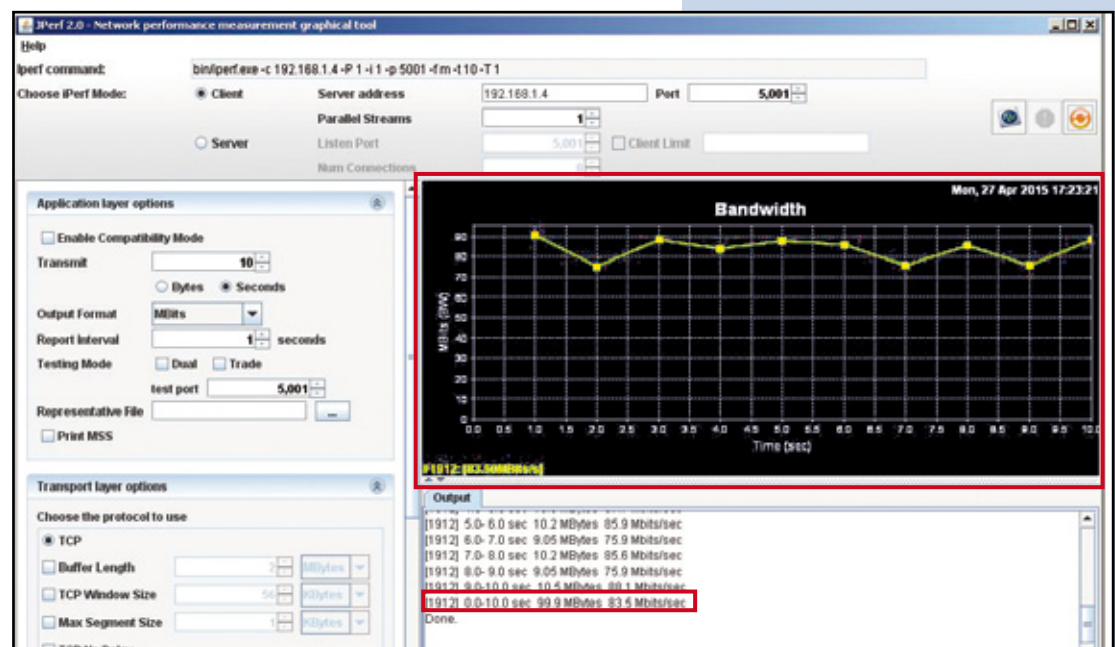 JPerf 2.0 - Network performance measurement graphical tool
Help
Iperf command: bin/iperf.exe -c 192.168.1.4 -P 1 -i 1 -p 5001 -f m -t 10 -T 1
Choose iPerf Mode: Client Server address 192.168.1.4 Port 5,001
Parallel Streams 1
Server Listen Port 5,001 Client Limit
Num Connections 0
Application layer options
Enable Compatibility Mode
Transmit 10
Bytes Seconds
Output Format MBits
Report Interval 1 seconds
Testing Mode Dual Trade
test port 5,001
Representative File ...
Print MSS
Transport layer options
Choose the protocol to use
TCP
Buffer Length 2 MBytes
TCP Window Size 56 KBytes
Max Segment Size 1 KBytes
Mon, 27 Apr 2015 17:23:21
Bandwidth
MBits (BW)
90
80
70
60
50
40
30
20
10
0
0.0 0.5 1.0 1.5 2.0 2.5 3.0 3.5 4.0 4.5 5.0 5.5 6.0 6.5 7.0 7.5 8.0 8.5 9.0 9.5 10.0
Time (sec)
#1912: [83.50MBits/s]
Output
[1912] 5.0- 6.0 sec 10.2 MBytes 85.9 Mbits/sec
[1912] 6.0- 7.0 sec 9.05 MBytes 75.9 Mbits/sec
[1912] 7.0- 8.0 sec 10.2 MBytes 85.6 Mbits/sec
[1912] 8.0- 9.0 sec 9.05 MBytes 75.9 Mbits/sec
[1912] 9.0-10.0 sec 10.5 MBytes 88.1 Mbits/sec
[1912] 0.0-10.0 sec 99.9 MBytes 83.5 Mbits/sec
Done.